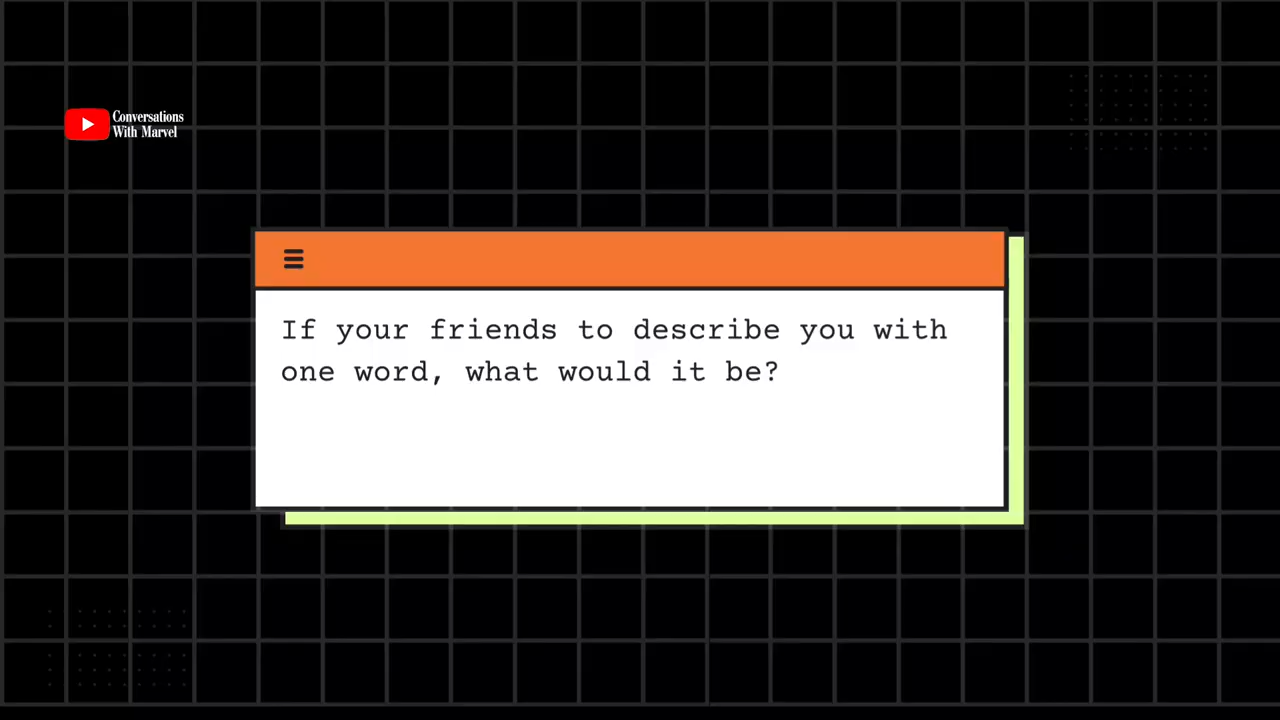 Conversations
With Marvel
If your friends to describe you with
one word, what would it be?